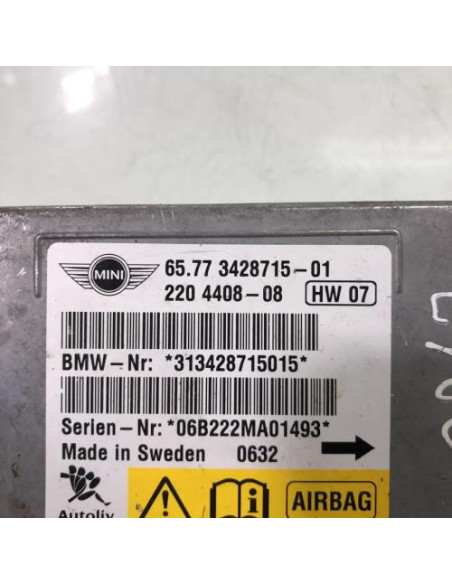 MINI
65.77 3428715-01
220 4408-08 HW 07
BMW-Nr: *313428715015*
Serien-Nr: *06B222MA01493*
Made in Sweden 0632
AIRBAG
Autoliv